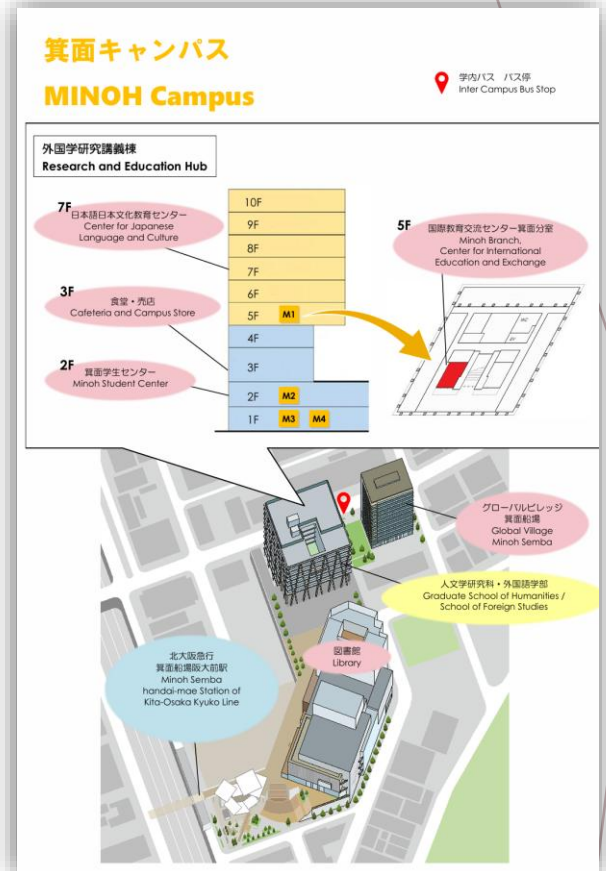 箕面キャンパス
MINOH Campus
学内バス　バス停
Inter Campus Bus Stop
外国学研究講義棟
Research and Education Hub
7F
日本語日本文化教育センター
Center for Japanese
Language and Culture
3F
食堂・売店
Cafeteria and Campus Store
2F
箕面学生センター
Minoh Student Center
10F
9F
8F
7F
6F
5F M1
4F
3F
2F M2
1F M3 M4
5F
国際教育交流センター箕面分室
Minoh Branch,
Center for International
Education and Exchange
グローバルビレッジ
箕面船場
Global Village
Minoh Semba
人文学研究科・外国語学部
Graduate School of Humanities /
School of Foreign Studies
図書館
Library
北大阪急行
箕面船場阪大前駅
Minoh Semba
handai-mae Station of
Kita-Osaka Kyuko Line